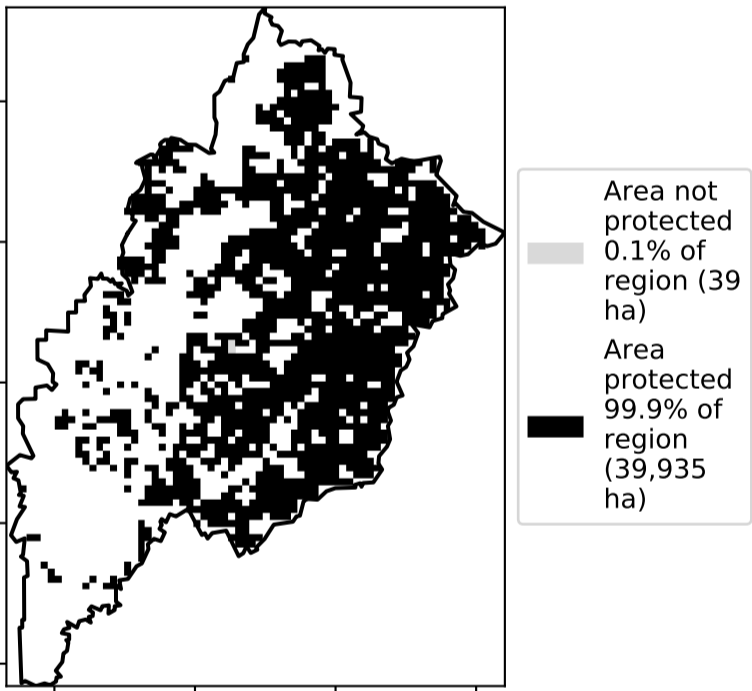 Area not
protected
0.1% of
region (39
ha)
Area
protected
99.9% of
region
(39,935
ha)